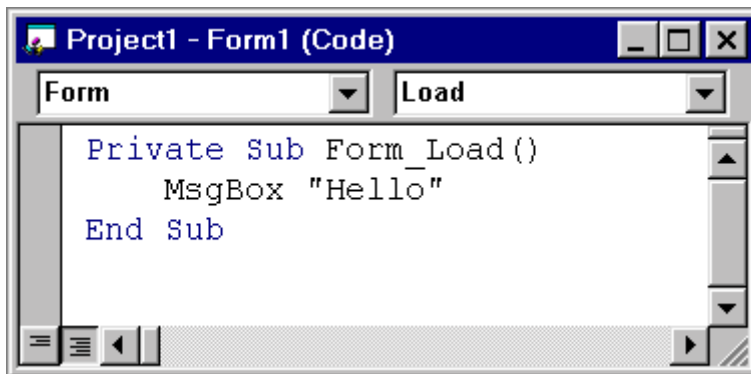 Project1 - Form1 (Code)
Form Load
Private Sub Form_Load()
    MsgBox "Hello"
End Sub